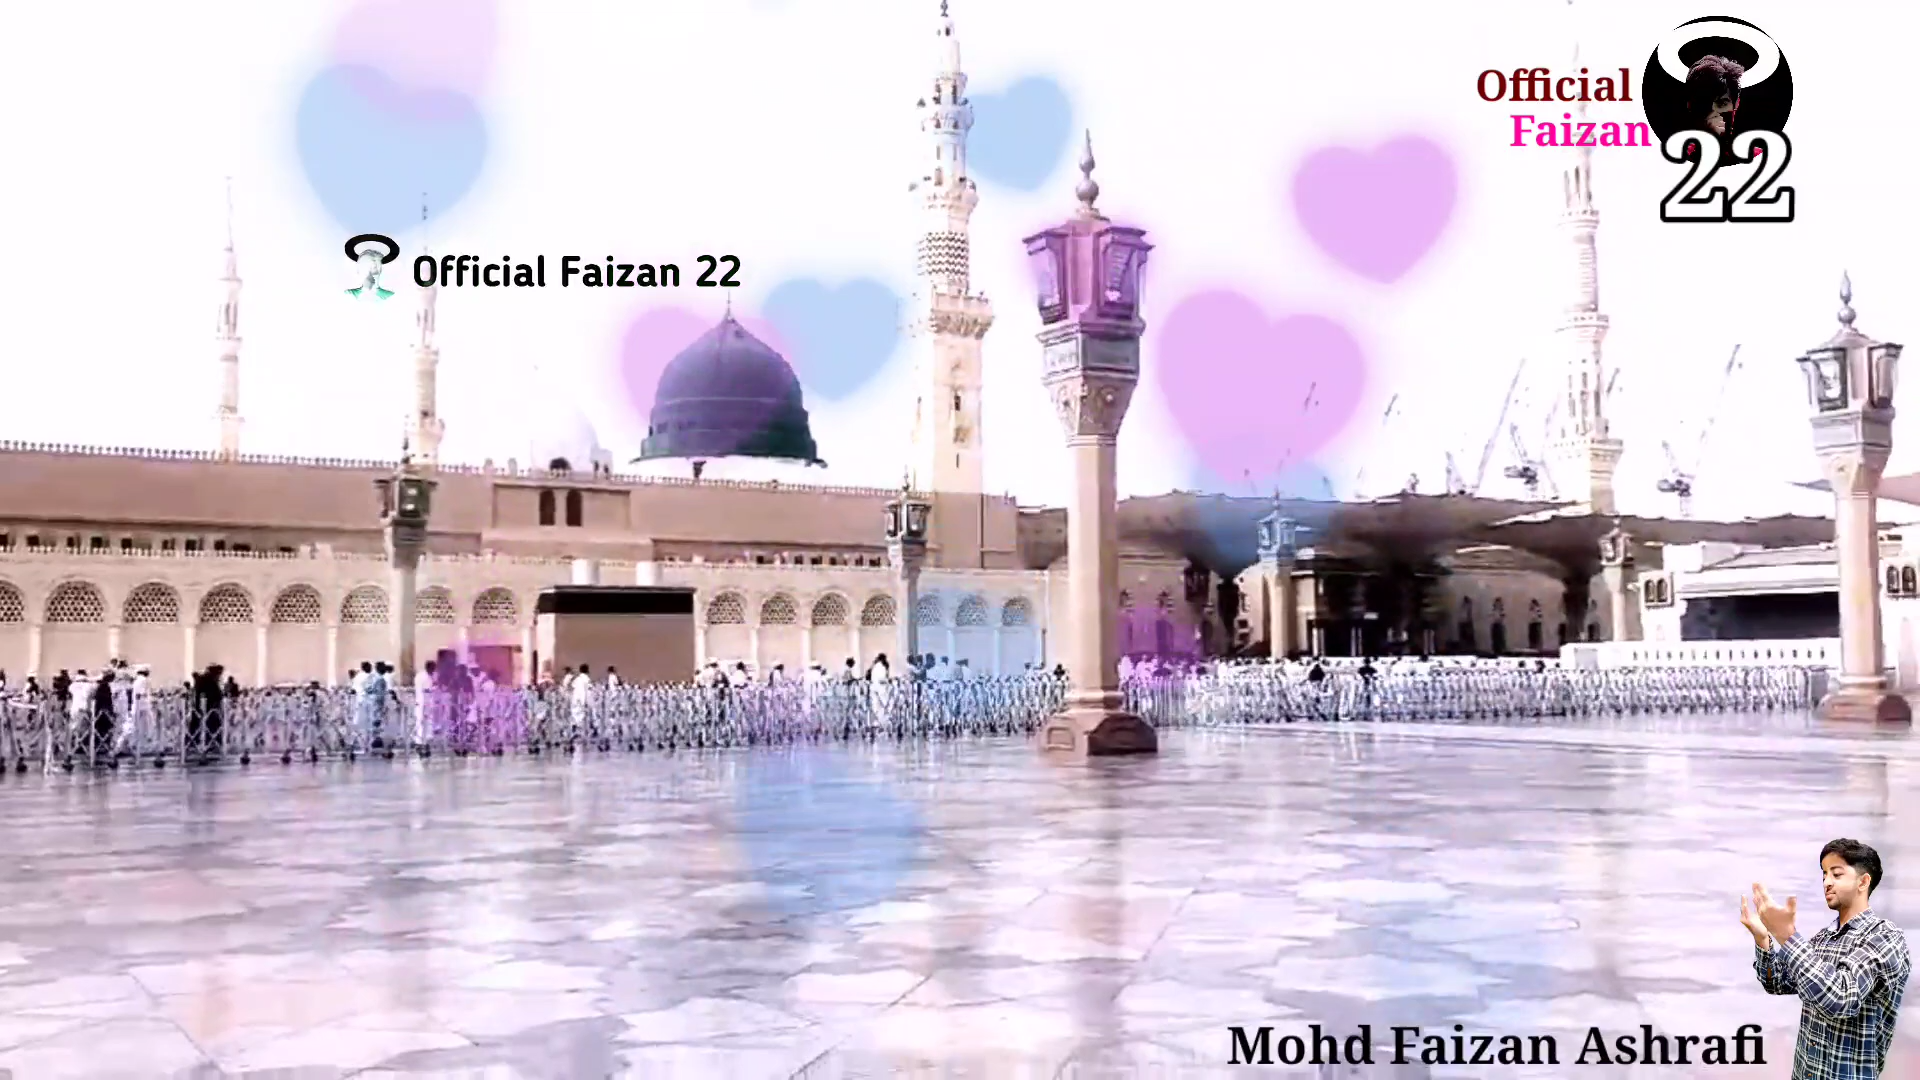 Official
Faizan
22
Official Faizan 22
Mohd Faizan Ashrafi